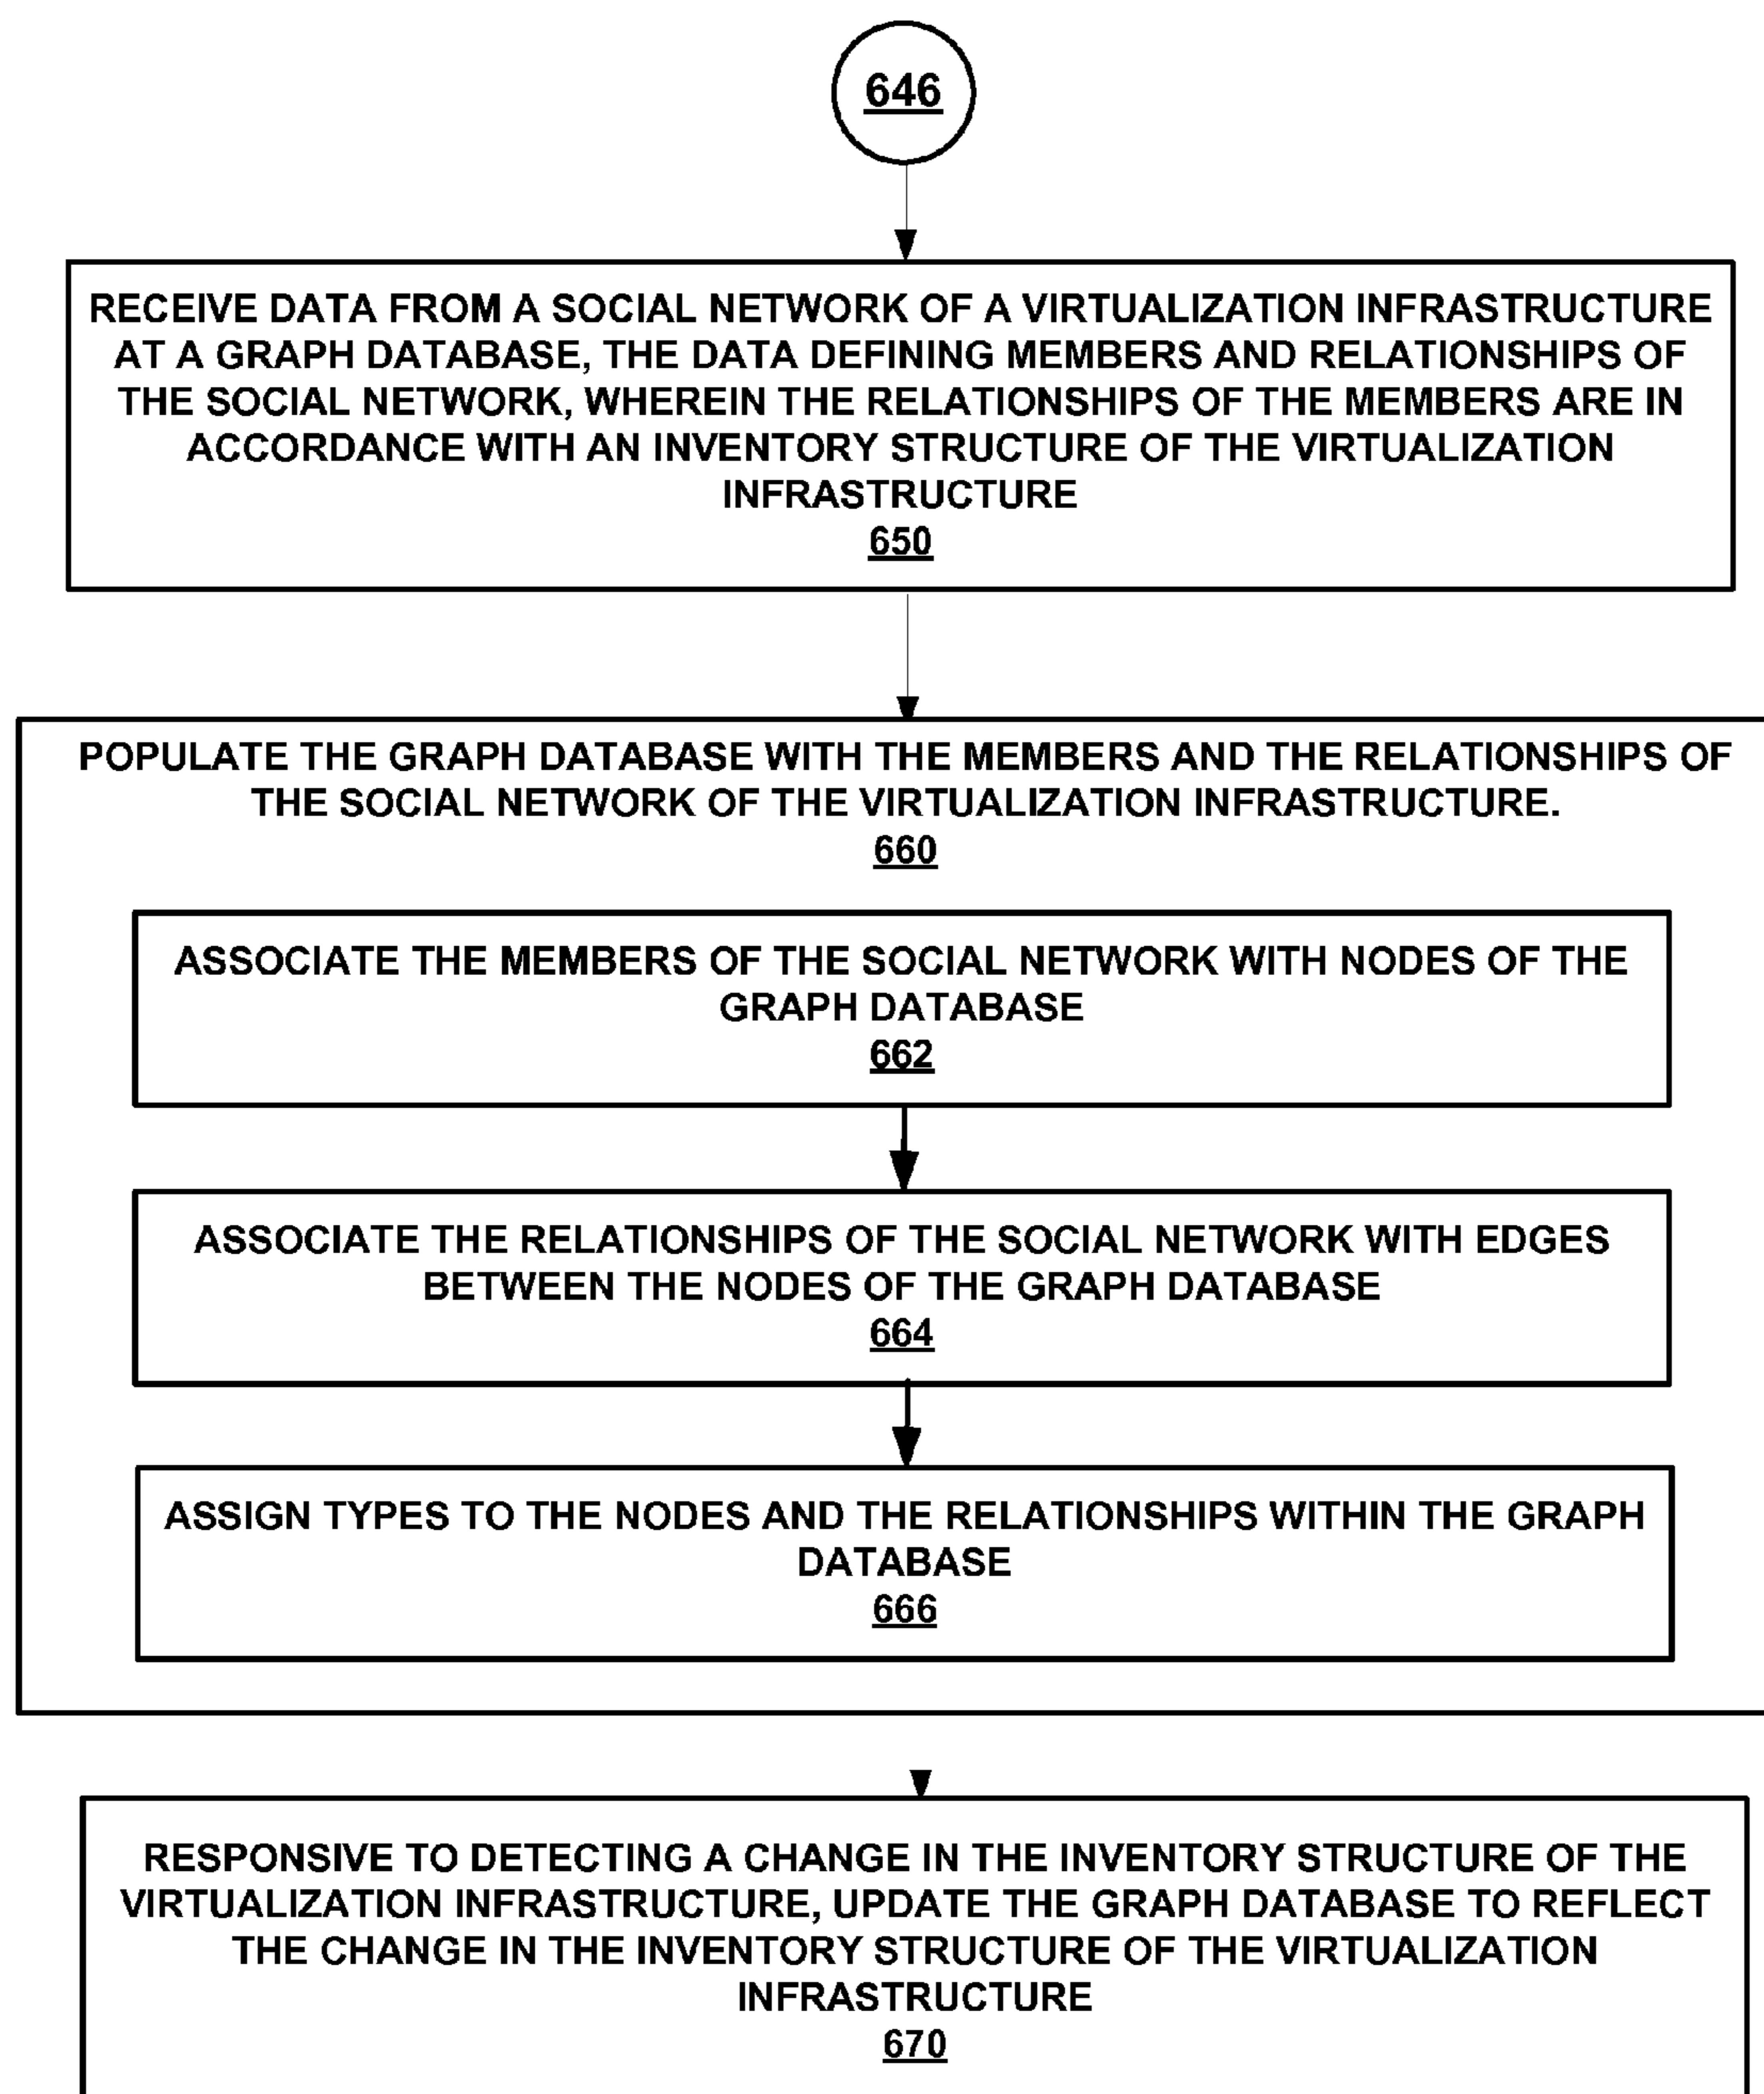 646
RECEIVE DATA FROM A SOCIAL NETWORK OF A VIRTUALIZATION INFRASTRUCTURE
AT A GRAPH DATABASE, THE DATA DEFINING MEMBERS AND RELATIONSHIPS OF
THE SOCIAL NETWORK, WHEREIN THE RELATIONSHIPS OF THE MEMBERS ARE IN
ACCORDANCE WITH AN INVENTORY STRUCTURE OF THE VIRTUALIZATION
INFRASTRUCTURE
650
POPULATE THE GRAPH DATABASE WITH THE MEMBERS AND THE RELATIONSHIPS OF
THE SOCIAL NETWORK OF THE VIRTUALIZATION INFRASTRUCTURE.
660
ASSOCIATE THE MEMBERS OF THE SOCIAL NETWORK WITH NODES OF THE
GRAPH DATABASE
662
ASSOCIATE THE RELATIONSHIPS OF THE SOCIAL NETWORK WITH EDGES
BETWEEN THE NODES OF THE GRAPH DATABASE
664
ASSIGN TYPES TO THE NODES AND THE RELATIONSHIPS WITHIN THE GRAPH
DATABASE
666
RESPONSIVE TO DETECTING A CHANGE IN THE INVENTORY STRUCTURE OF THE
VIRTUALIZATION INFRASTRUCTURE, UPDATE THE GRAPH DATABASE TO REFLECT
THE CHANGE IN THE INVENTORY STRUCTURE OF THE VIRTUALIZATION
INFRASTRUCTURE
670